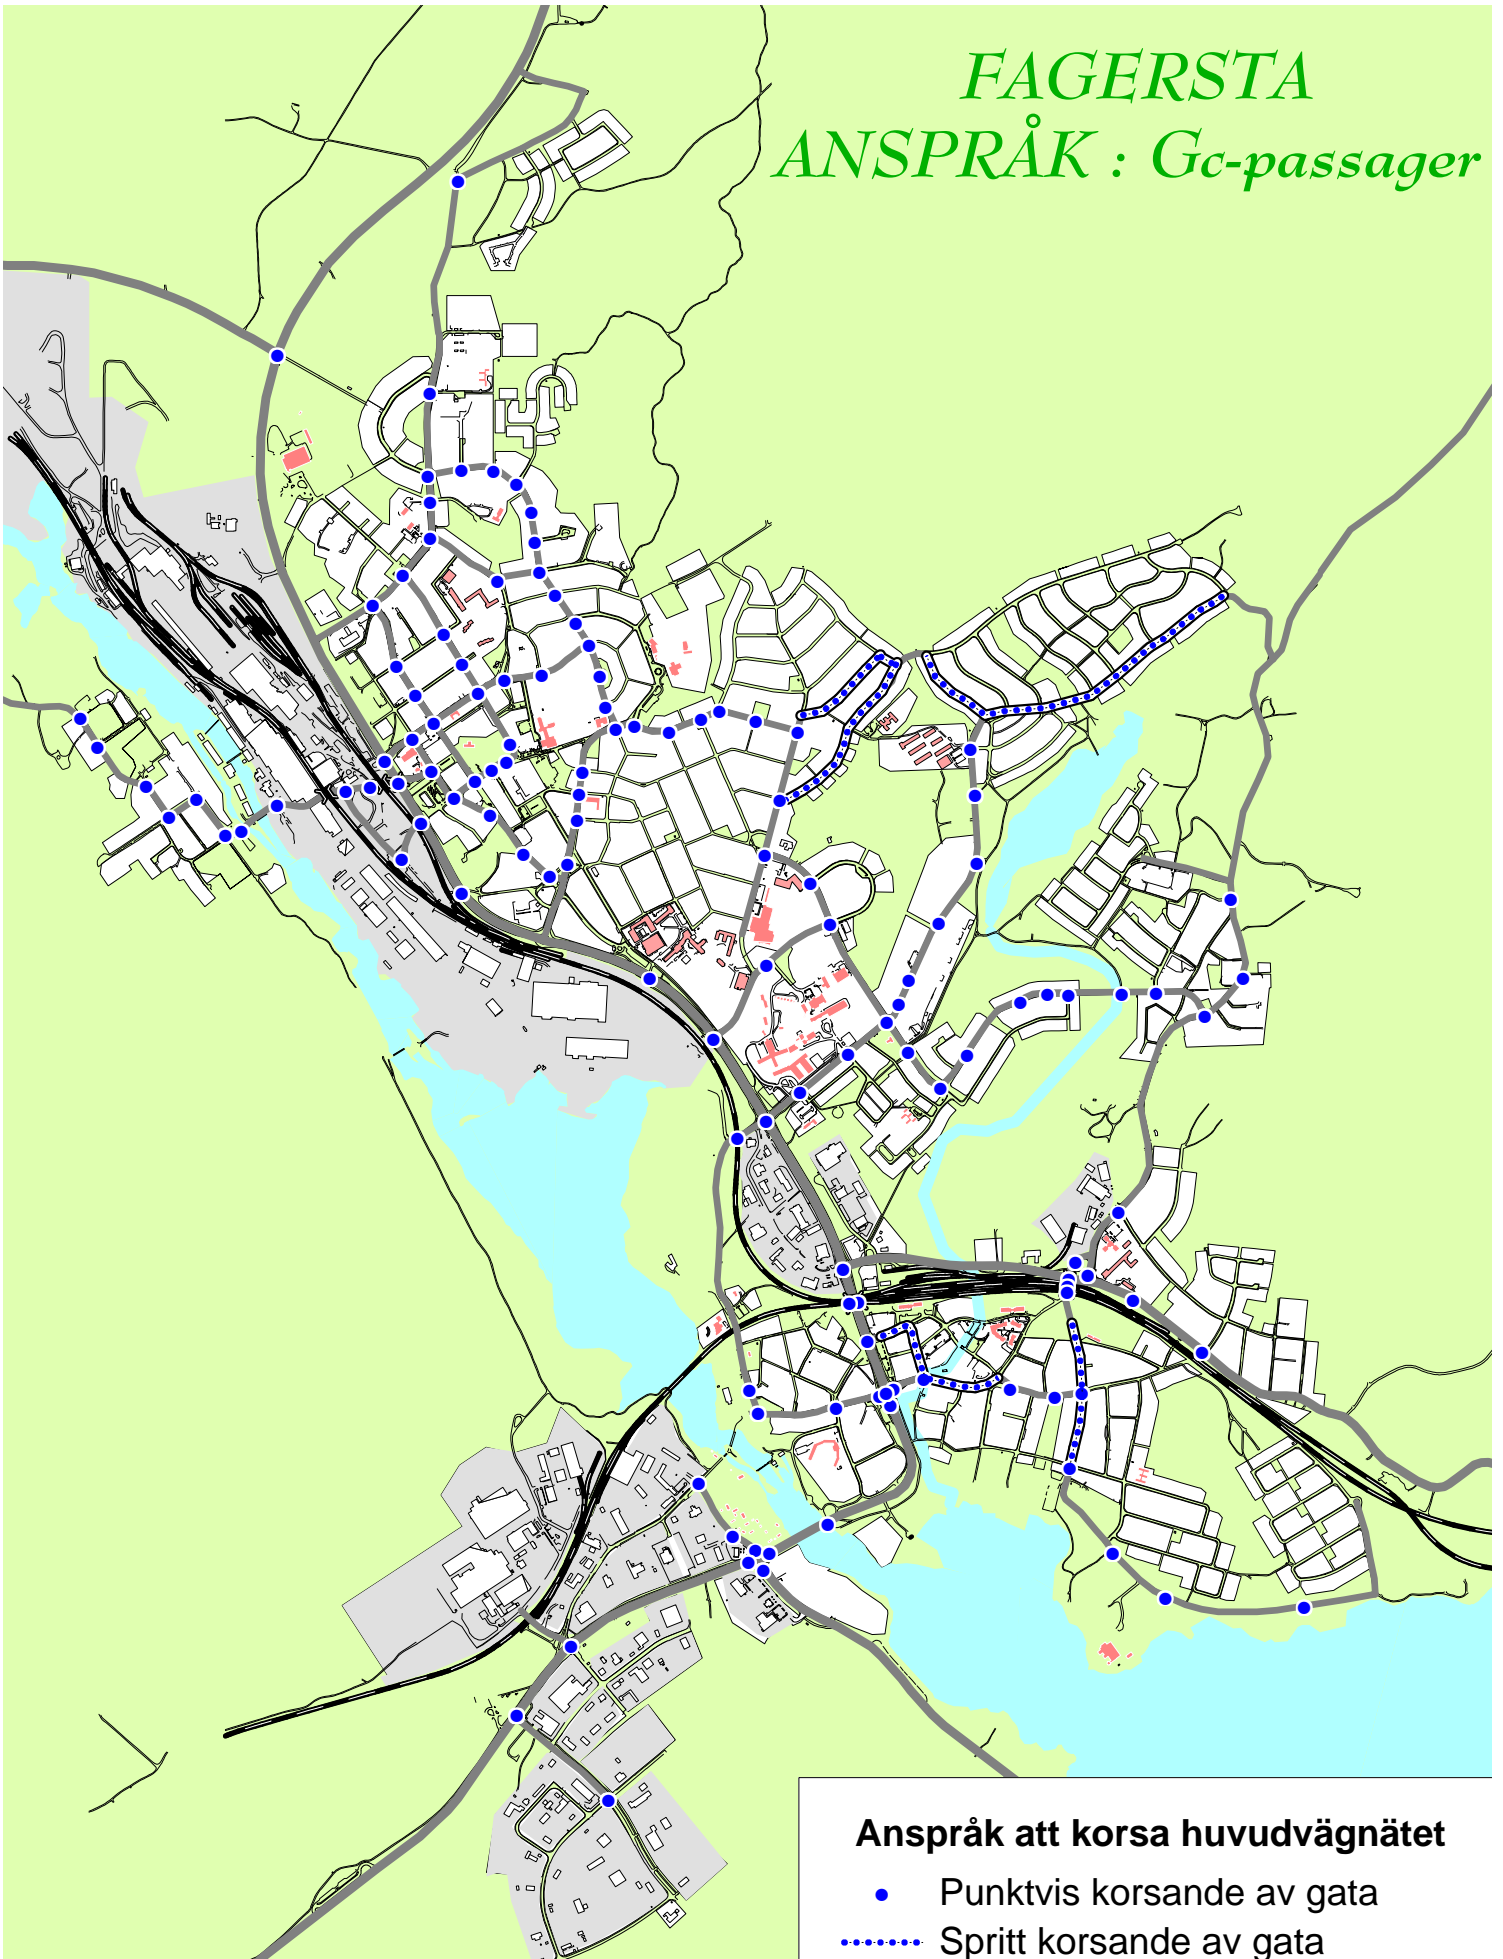 FAGERSTA
ANSPRÅK : Gc-passager
Anspråk att korsa huvudvägnätet
Punktvis korsande av gata
Spritt korsande av gata